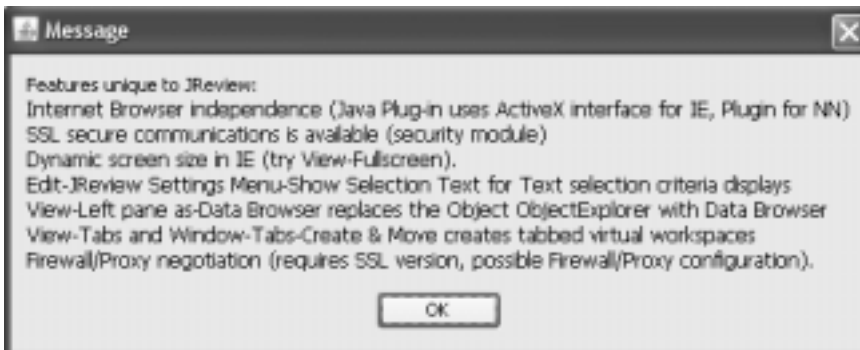 Message
Features unique to JReview:
Internet Browser independence (Java Plug-in uses ActiveX interface for IE, Plugin for NN)
SSL secure communications is available (security module)
Dynamic screen size in IE (try View-Fullscreen).
Edit-JReview Settings Menu-Show Selection Text for Text selection criteria displays
View-Left pane as-Data Browser replaces the Object ObjectExplorer with Data Browser
View-Tabs and Window-Tabs-Create & Move creates tabbed virtual workspaces
Firewall/Proxy negotiation (requires SSL version, possible Firewall/Proxy configuration).
OK